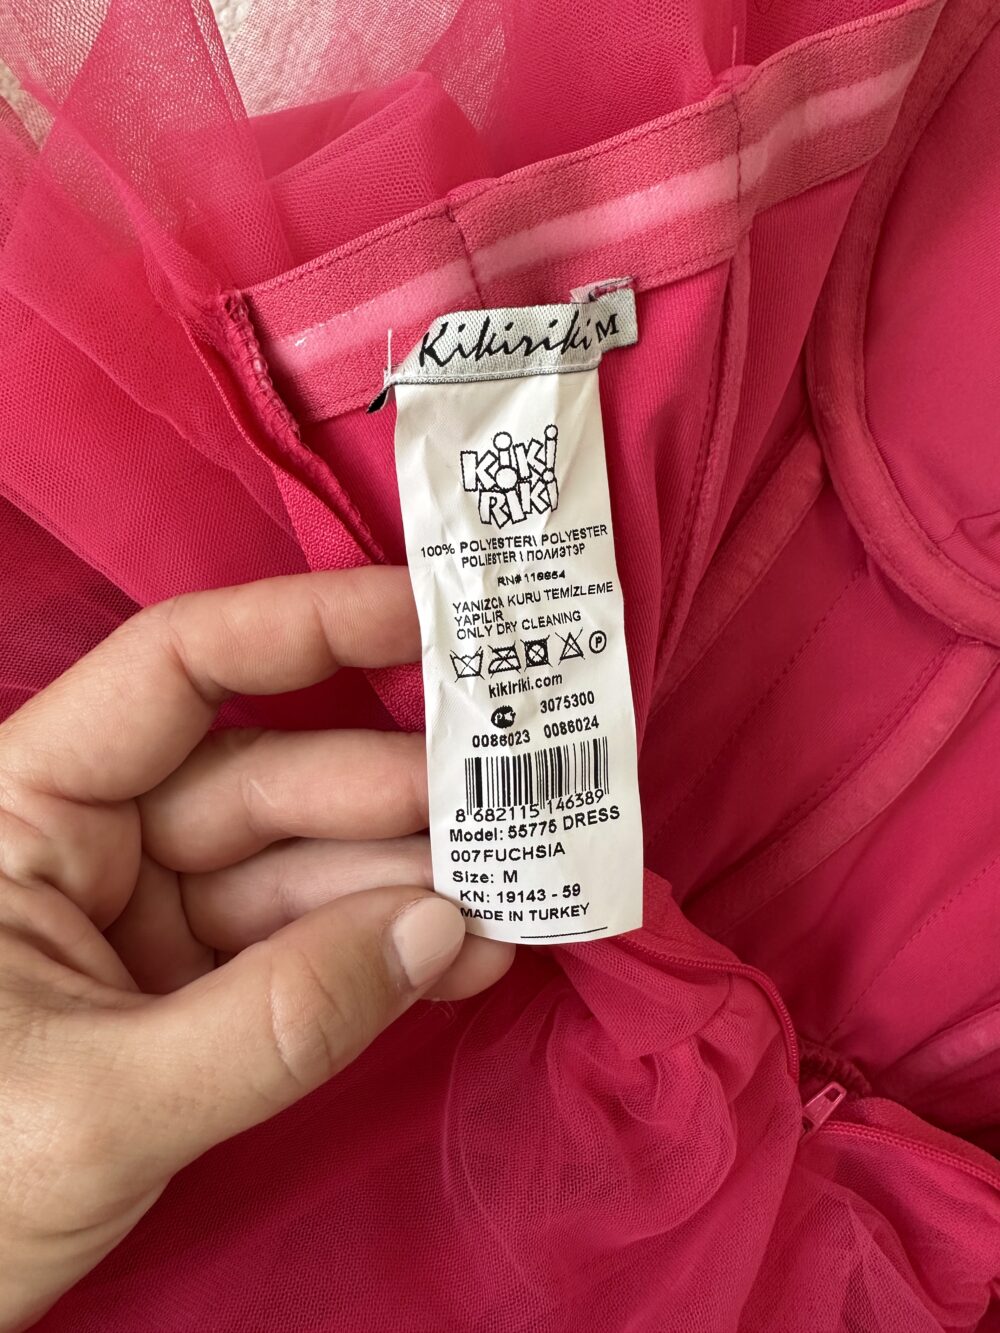 Kikiriki M
KiKi
RiKi
100% POLYESTER\ POLYESTER
POLIESTER \ ПОЛИЭТЭР
YANIZCA KURU TEMİZLEME
YAPILIR
ONLY DRY CLEANING
P
kikiriki.com
3075300
0086023 0086024
8 682115 146389
Model: 55775 DRESS
007FUCHSIA
Size: M
KN: 19143 - 59
MADE IN TURKEY